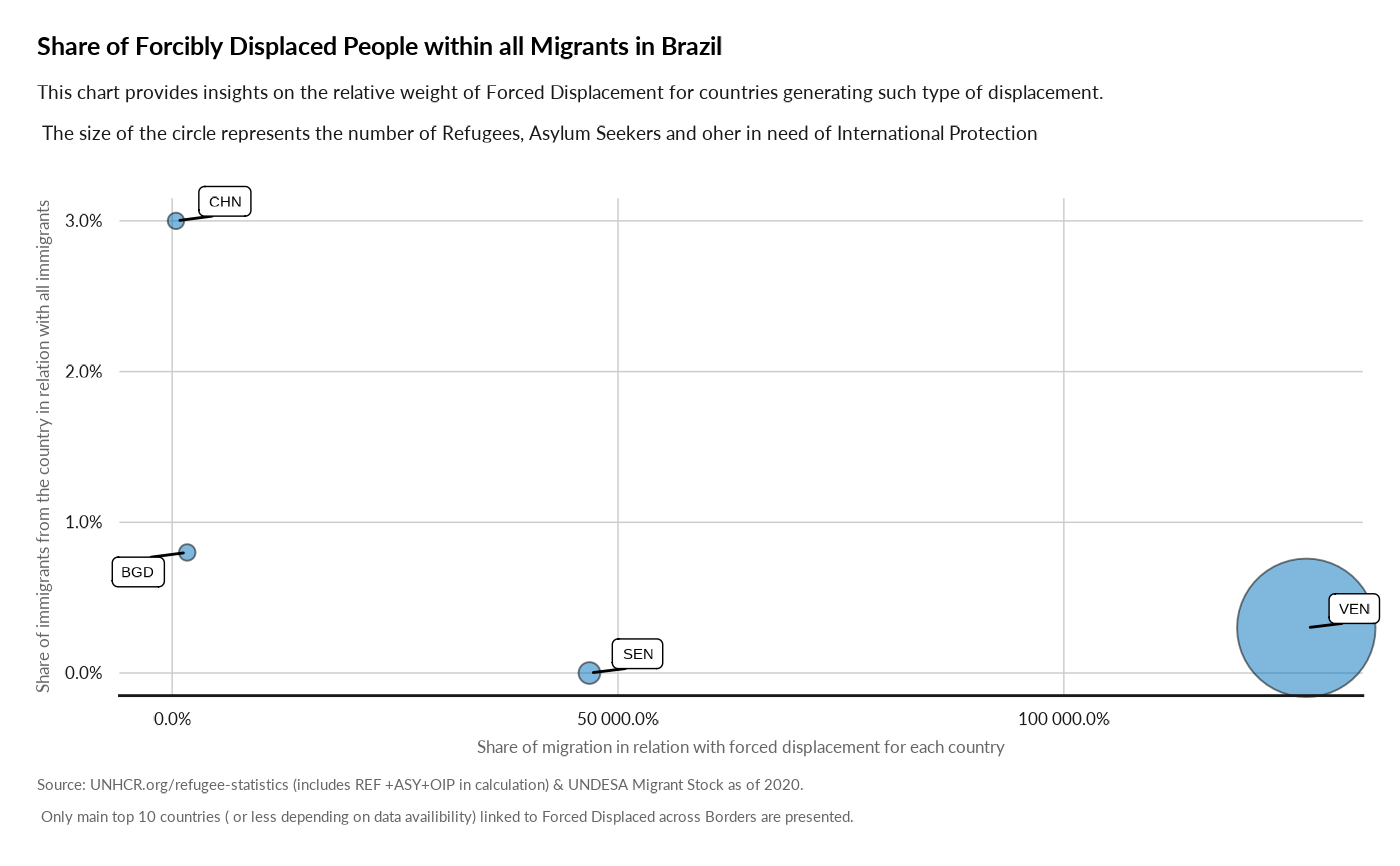 Share of Forcibly Displaced People within all Migrants in Brazil
This chart provides insights on the relative weight of Forced Displacement for countries generating such type of displacement.
The size of the circle represents the number of Refugees, Asylum Seekers and oher in need of International Protection
Share of immigrants from the country in relation with all immigrants
3.0%
2.0%
1.0%
0.0%
CHN
BGD
SEN
VEN
0.0%
50 000.0%
100 000.0%
Share of migration in relation with forced displacement for each country
Source: UNHCR.org/refugee-statistics (includes REF +ASY+OIP in calculation) & UNDESA Migrant Stock as of 2020.
Only main top 10 countries ( or less depending on data availibility) linked to Forced Displaced across Borders are presented.